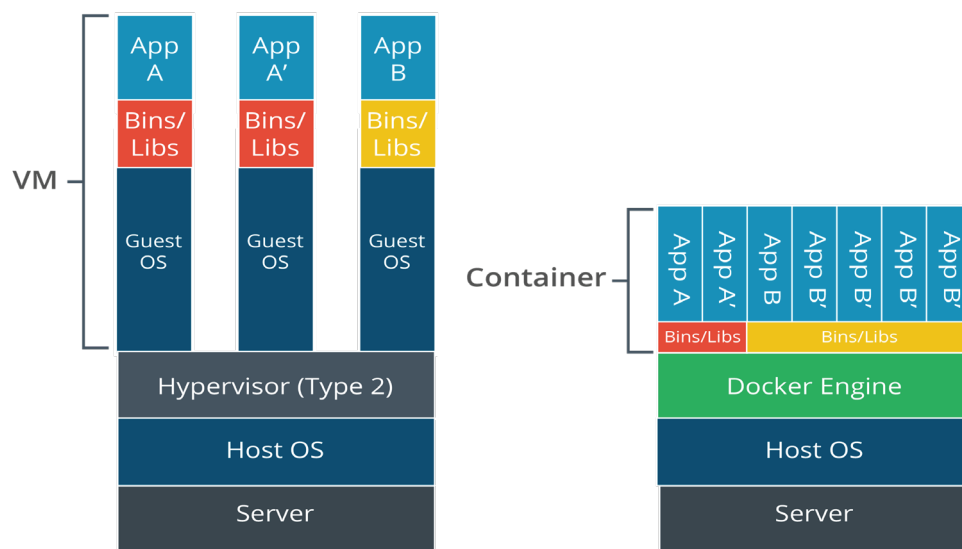 App
A
App
A’
App
B
Bins/
Libs
Bins/
Libs
Bins/
Libs
VM
Guest
OS
Guest
OS
Guest
OS
Hypervisor (Type 2)
Host OS
Server
Container
App A
App A’
App B
App B’
App B’
App B’
App B’
Bins/Libs
Bins/Libs
Docker Engine
Host OS
Server